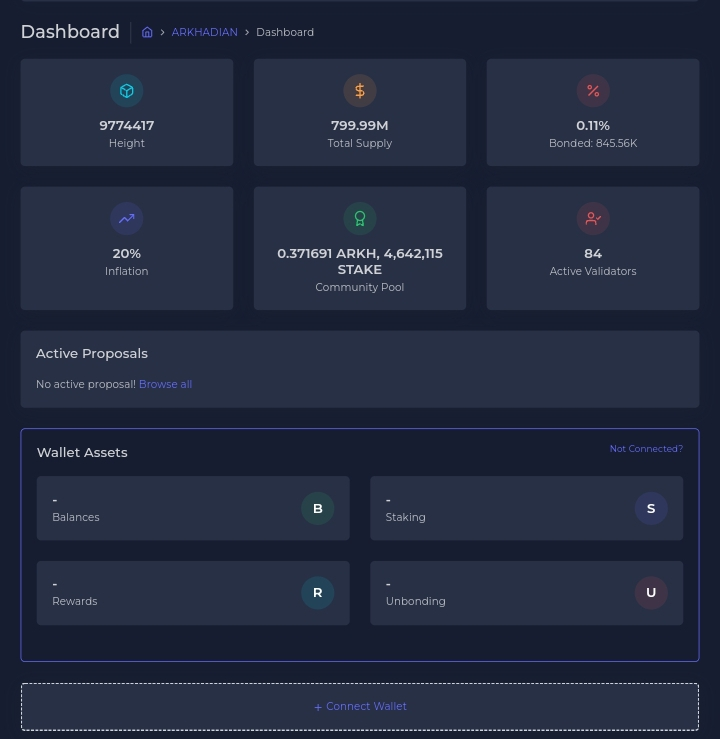 Dashboard
ARKHADIAN > Dashboard
9774417
Height
799.99M
Total Supply
0.11%
Bonded: 845.56K
20%
Inflation
0.371691 ARKH, 4,642,115
STAKE
Community Pool
84
Active Validators
Active Proposals
No active proposal! Browse all
Wallet Assets
Not Connected?
-
Balances
B
-
Staking
S
-
Rewards
R
-
Unbonding
U
+ Connect Wallet